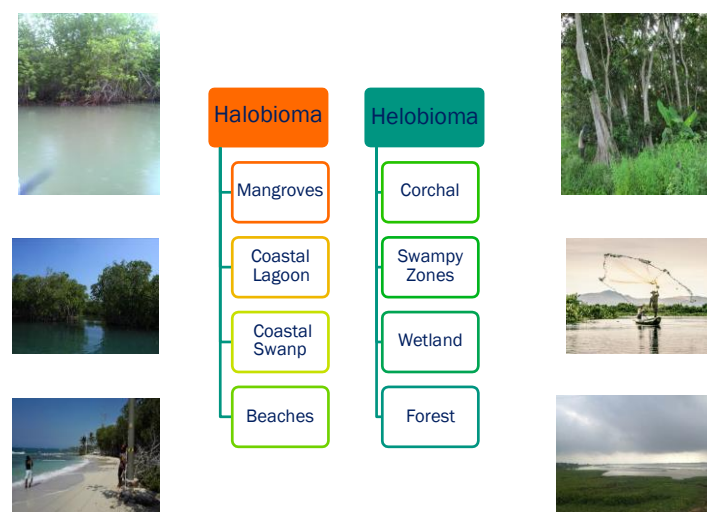 Halobioma
Mangroves
Coastal
Lagoon
Coastal
Swanp
Beaches
Helobioma
Corchal
Swampy
Zones
Wetland
Forest